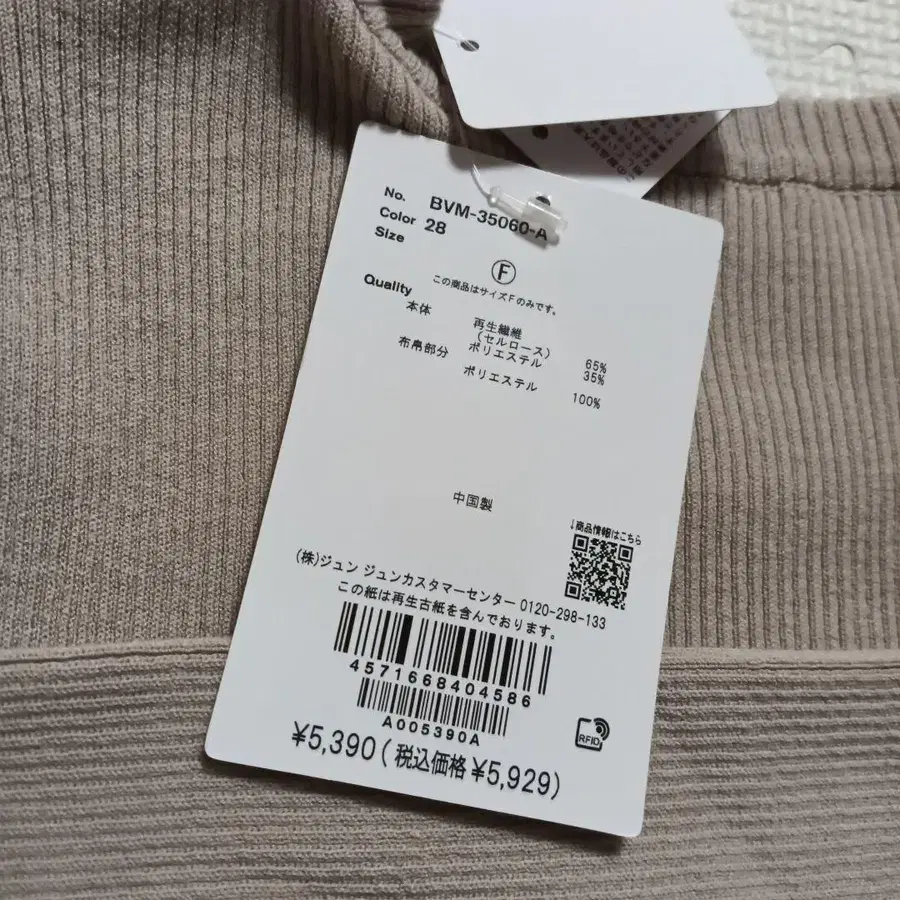 No. BVM-35060-A
Color 28
Size
Ⓕ
この商品はサイズFのみです。
Quality
本体 再生繊維
(セルロース) 65%
ポリエステル 35%
布帛部分
ポリエステル 100%
中国製
↓商品情報はこちら
(株)ジュン ジュンカスタマーセンター 0120-298-133
この紙は再生古紙を含んでおります。
4571668404586
A005390A
RFID
¥5,390(税込価格¥5,929)